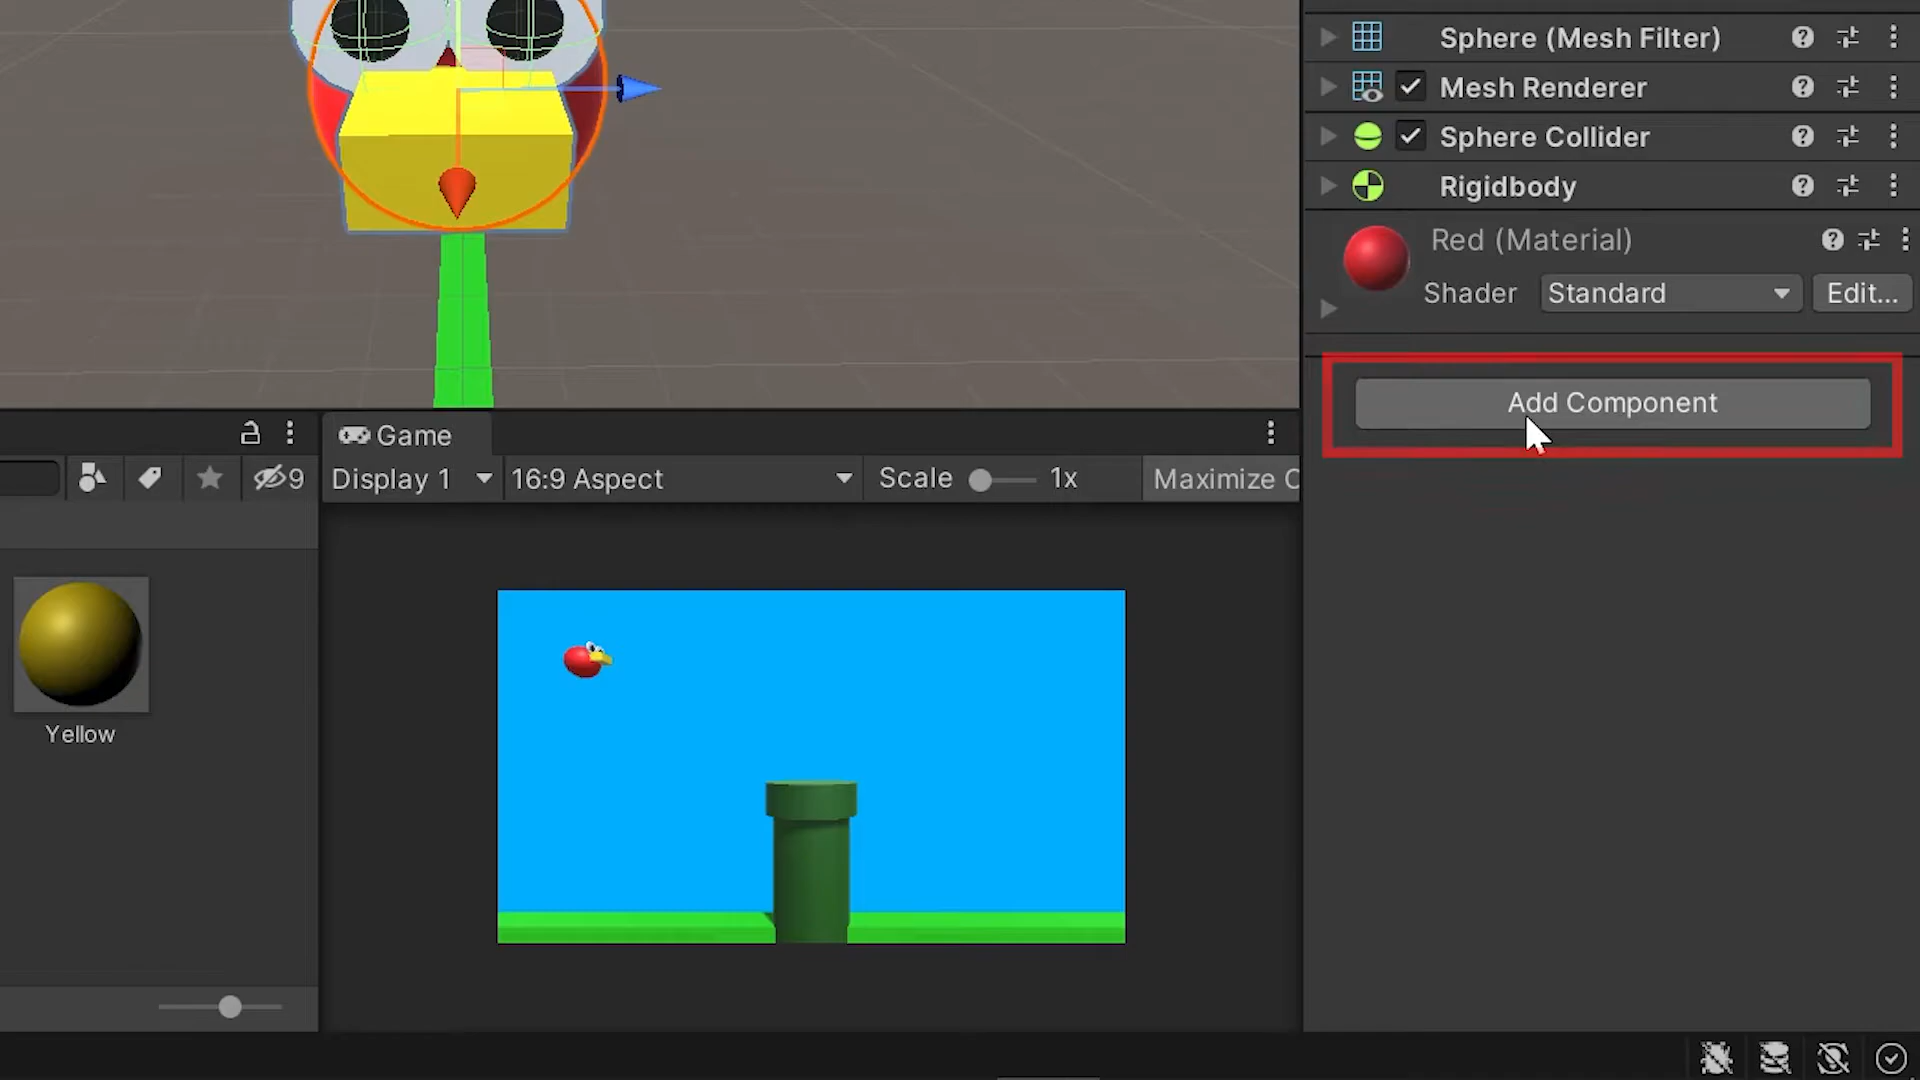 Sphere (Mesh Filter)
Mesh Renderer
Sphere Collider
Rigidbody
Red (Material)
Shader Standard Edit...
Add Component
Game
9 Display 1 16:9 Aspect Scale 1x Maximize O
Yellow